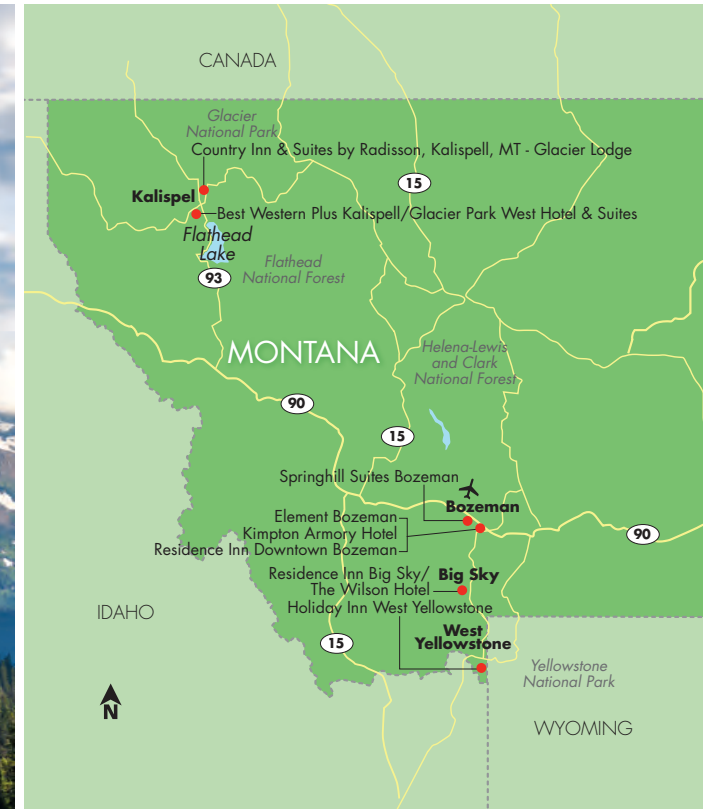 CANADA
Glacier
National Park
Country Inn & Suites by Radisson, Kalispell, MT - Glacier Lodge
15
Kalispel
Best Western Plus Kalispell/Glacier Park West Hotel & Suites
Flathead
Lake
Flathead
National Forest
93
MONTANA
Helena-Lewis
and Clark
National Forest
90
15
Springhill Suites Bozeman
Bozeman
Element Bozeman
Kimpton Armory Hotel
Residence Inn Downtown Bozeman
90
Residence Inn Big Sky/
The Wilson Hotel
Big Sky
Holiday Inn West Yellowstone
IDAHO
West
Yellowstone
15
Yellowstone
National Park
N
WYOMING